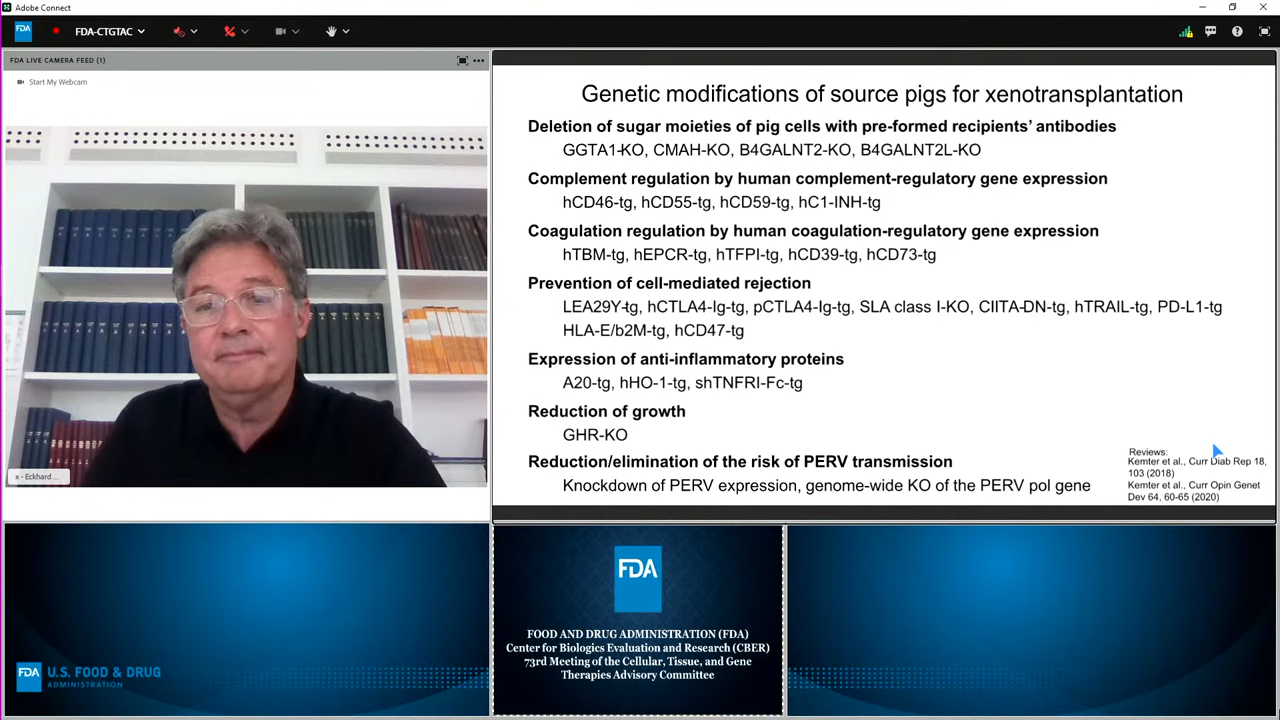 Adobe Connect
FDA
FDA-CTGTAC
FDA LIVE CAMERA FEED (1)
Start My Webcam
x - Eckhard ...
Genetic modifications of source pigs for xenotransplantation
Deletion of sugar moieties of pig cells with pre-formed recipients' antibodies
GGTA1-KO, CMAH-KO, B4GALNT2-KO, B4GALNT2L-KO
Complement regulation by human complement-regulatory gene expression
hCD46-tg, hCD55-tg, hCD59-tg, hC1-INH-tg
Coagulation regulation by human coagulation-regulatory gene expression
hTBM-tg, hEPCR-tg, hTFPI-tg, hCD39-tg, hCD73-tg
Prevention of cell-mediated rejection
LEA29Y-tg, hCTLA4-Ig-tg, pCTLA4-Ig-tg, SLA class I-KO, CIITA-DN-tg, hTRAIL-tg, PD-L1-tg
HLA-E/b2M-tg, hCD47-tg
Expression of anti-inflammatory proteins
A20-tg, hHO-1-tg, shTNFRI-Fc-tg
Reduction of growth
GHR-KO
Reduction/elimination of the risk of PERV transmission
Knockdown of PERV expression, genome-wide KO of the PERV pol gene
Reviews:
Kemter et al., Curr Diab Rep 18,
103 (2018)
Kemter et al., Curr Opin Genet
Dev 64, 60-65 (2020)
FDA
U.S. FOOD & DRUG
ADMINISTRATION
FDA
FOOD AND DRUG ADMINISTRATION (FDA)
Center for Biologics Evaluation and Research (CBER)
73rd Meeting of the Cellular, Tissue, and Gene
Therapies Advisory Committee